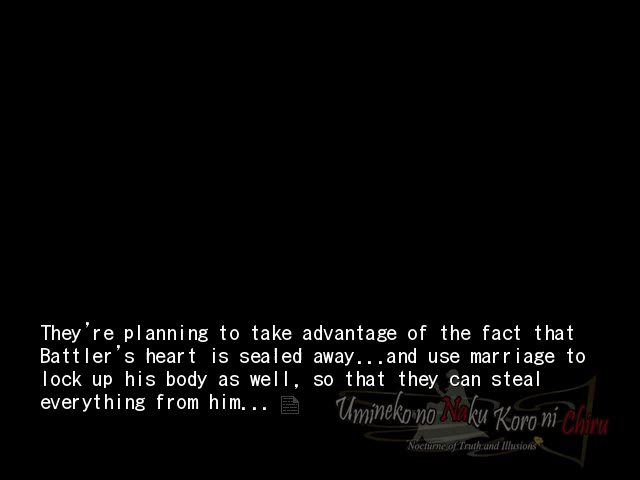 They're planning to take advantage of the fact that
Battler's heart is sealed away...and use marriage to
lock up his body as well, so that they can steal
everything from him...
Umineko no Naku Koro ni Chiru
Nocturne of Truth and Illusions